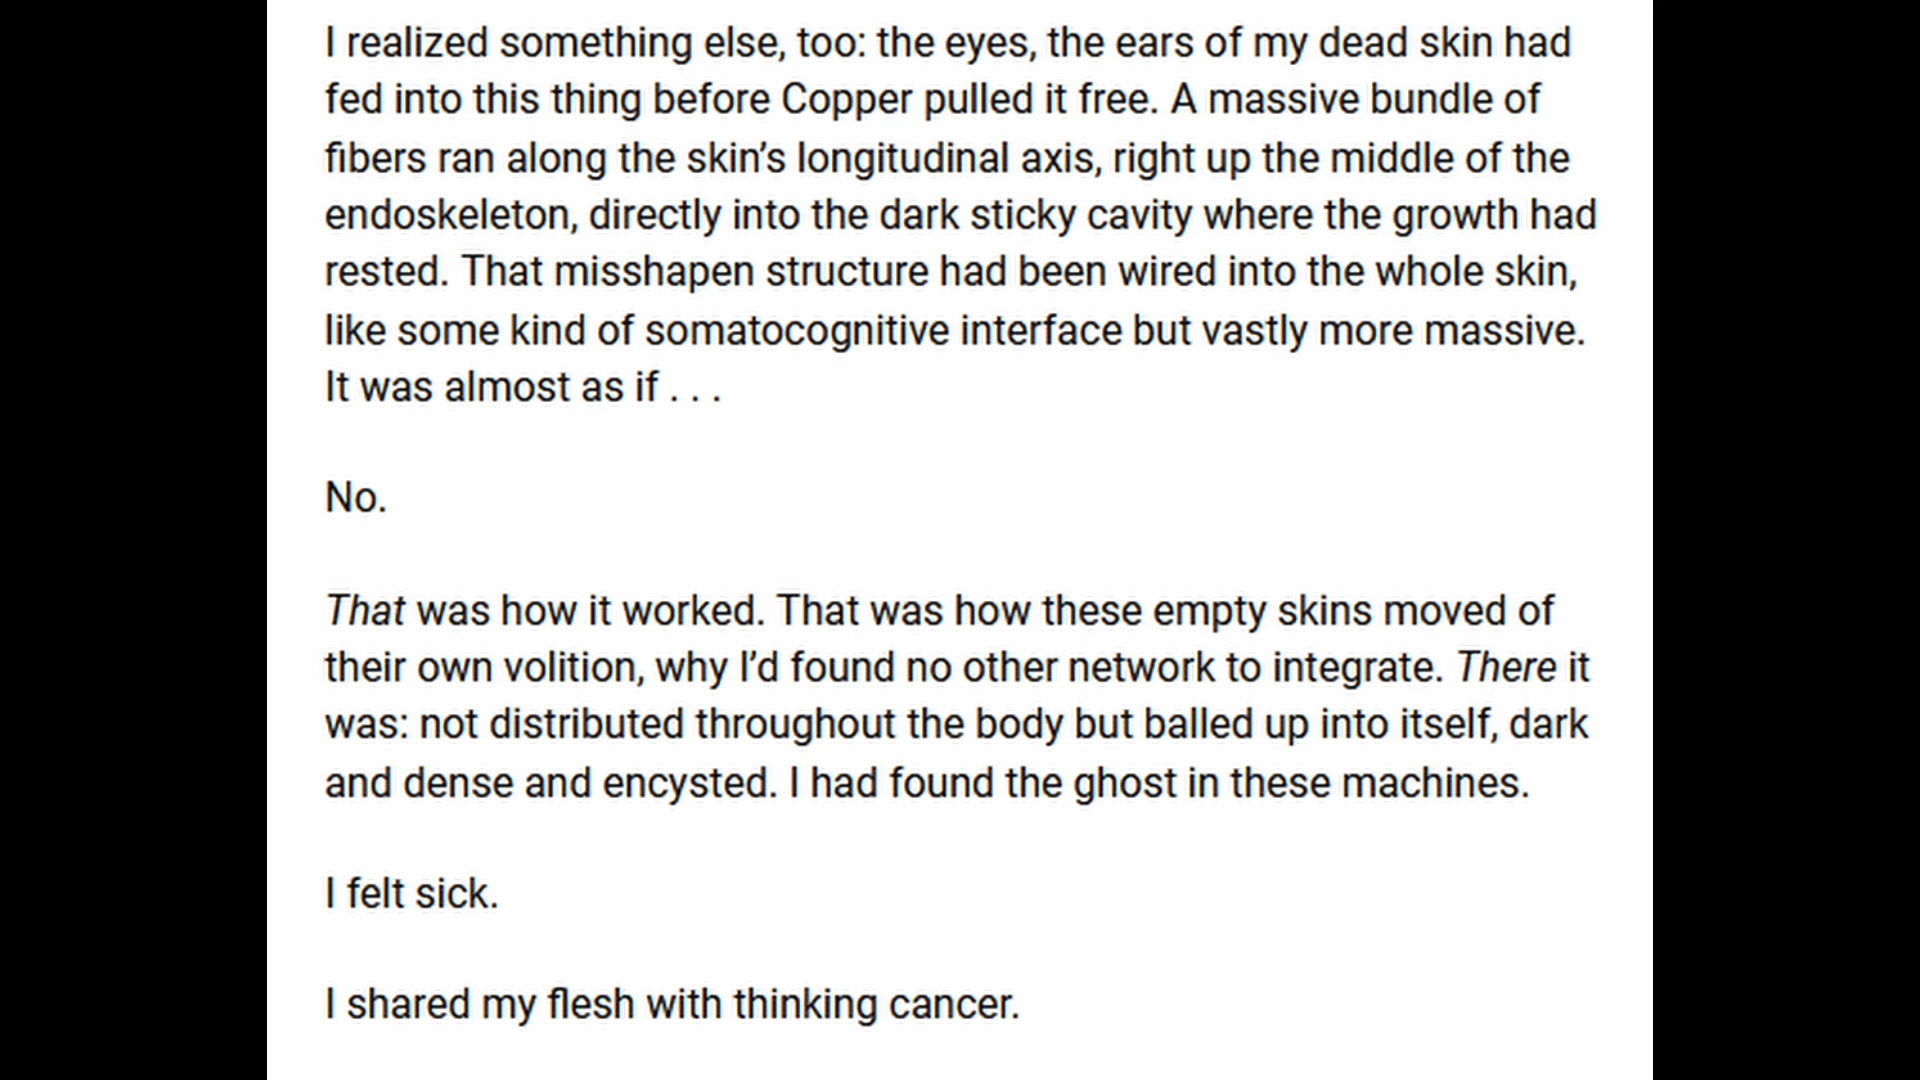 I realized something else, too: the eyes, the ears of my dead skin had
fed into this thing before Copper pulled it free. A massive bundle of
fibers ran along the skin’s longitudinal axis, right up the middle of the
endoskeleton, directly into the dark sticky cavity where the growth had
rested. That misshapen structure had been wired into the whole skin,
like some kind of somatocognitive interface but vastly more massive.
It was almost as if . . .
No.
That was how it worked. That was how these empty skins moved of
their own volition, why I’d found no other network to integrate. There it
was: not distributed throughout the body but balled up into itself, dark
and dense and encysted. I had found the ghost in these machines.
I felt sick.
I shared my flesh with thinking cancer.